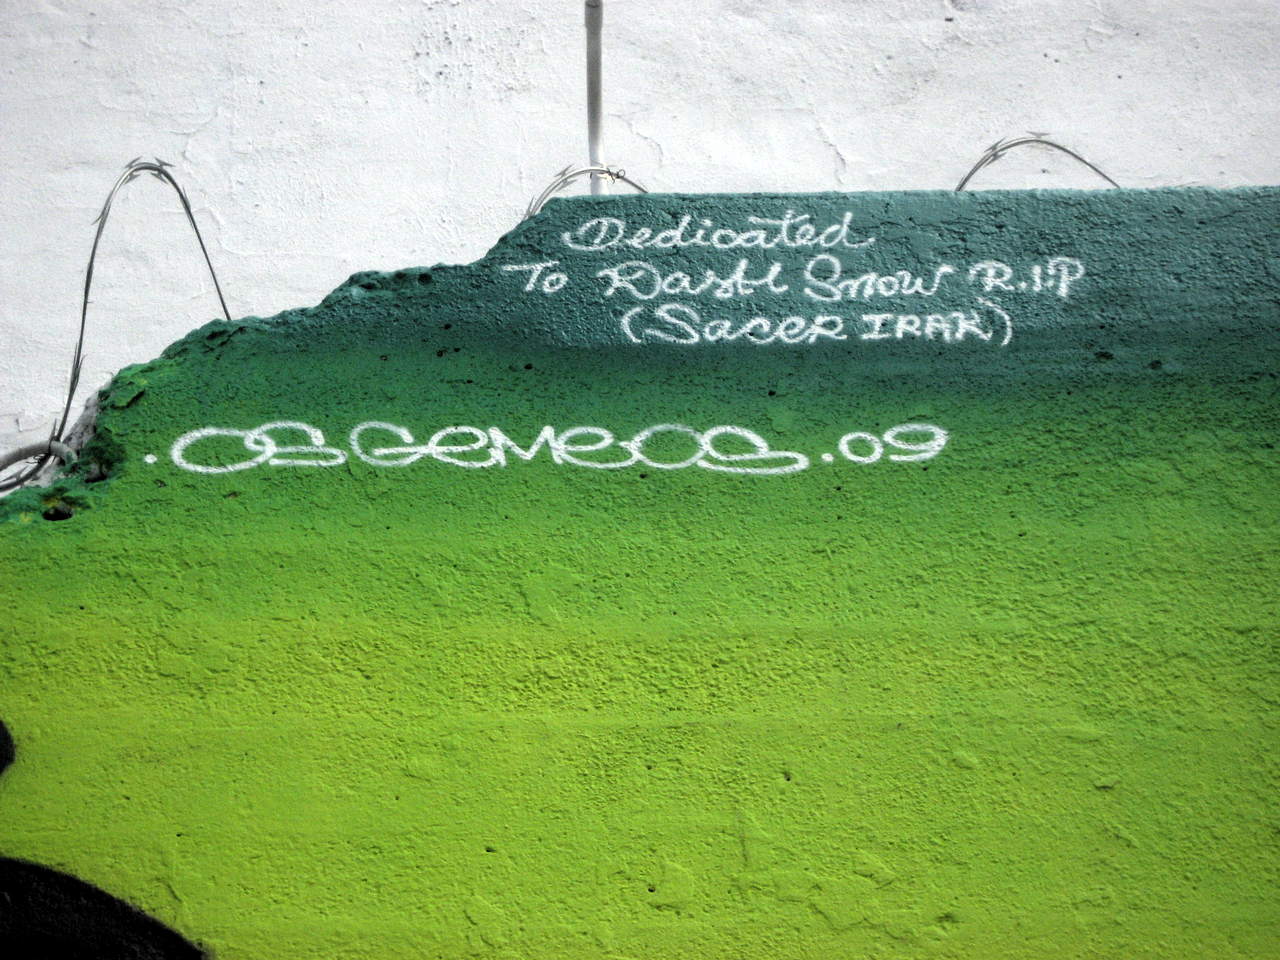 Dedicated
To Dash Snow R.I.P
(Sacer IRAK)
.OSGEMEOS.09